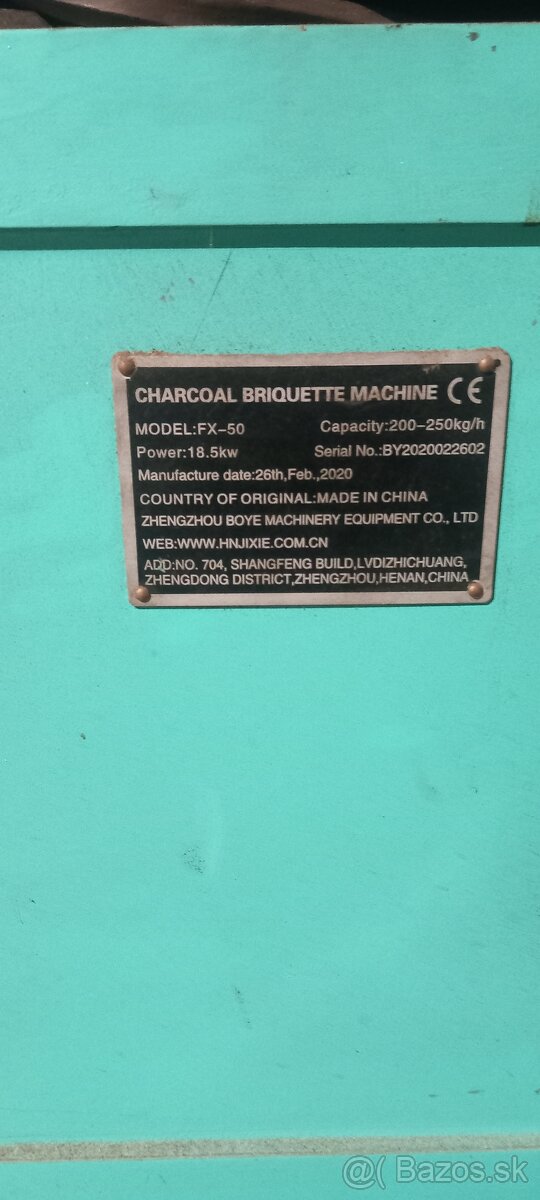 CHARCOAL BRIQUETTE MACHINE CE
MODEL:FX-50 Capacity:200-250kg/h
Power:18.5kw Serial No.:BY2020022602
Manufacture date:26th,Feb.,2020
COUNTRY OF ORIGINAL:MADE IN CHINA
ZHENGZHOU BOYE MACHINERY EQUIPMENT CO., LTD
WEB:WWW.HNJIXIE.COM.CN
ADD:NO. 704, SHANGFENG BUILD,LVDIZHICHUANG,
ZHENGDONG DISTRICT,ZHENGZHOU,HENAN,CHINA
Bazos.sk